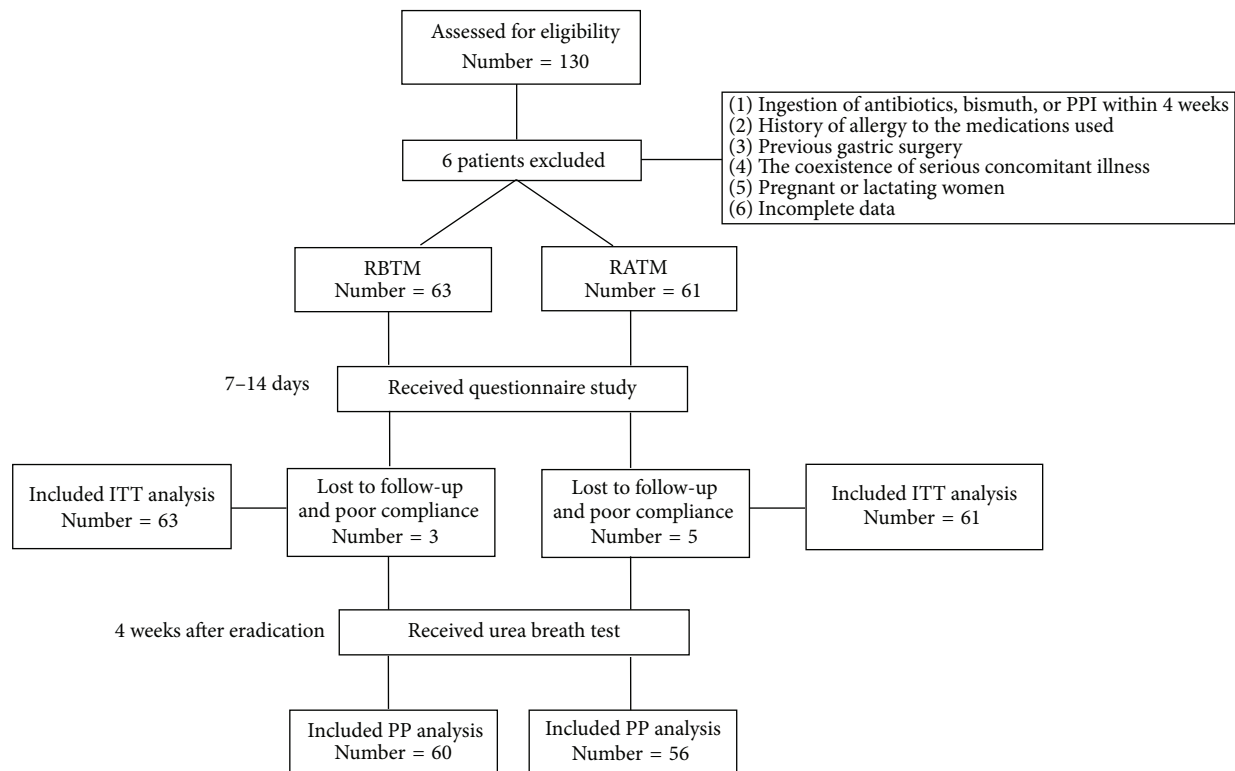 Assessed for eligibility
Number = 130
(1) Ingestion of antibiotics, bismuth, or PPI within 4 weeks
(2) History of allergy to the medications used
(3) Previous gastric surgery
(4) The coexistence of serious concomitant illness
(5) Pregnant or lactating women
(6) Incomplete data
6 patients excluded
RBTM
Number = 63
RATM
Number = 61
7–14 days
Received questionnaire study
Included ITT analysis
Number = 63
Lost to follow-up
and poor compliance
Number = 3
Lost to follow-up
and poor compliance
Number = 5
Included ITT analysis
Number = 61
4 weeks after eradication
Received urea breath test
Included PP analysis
Number = 60
Included PP analysis
Number = 56